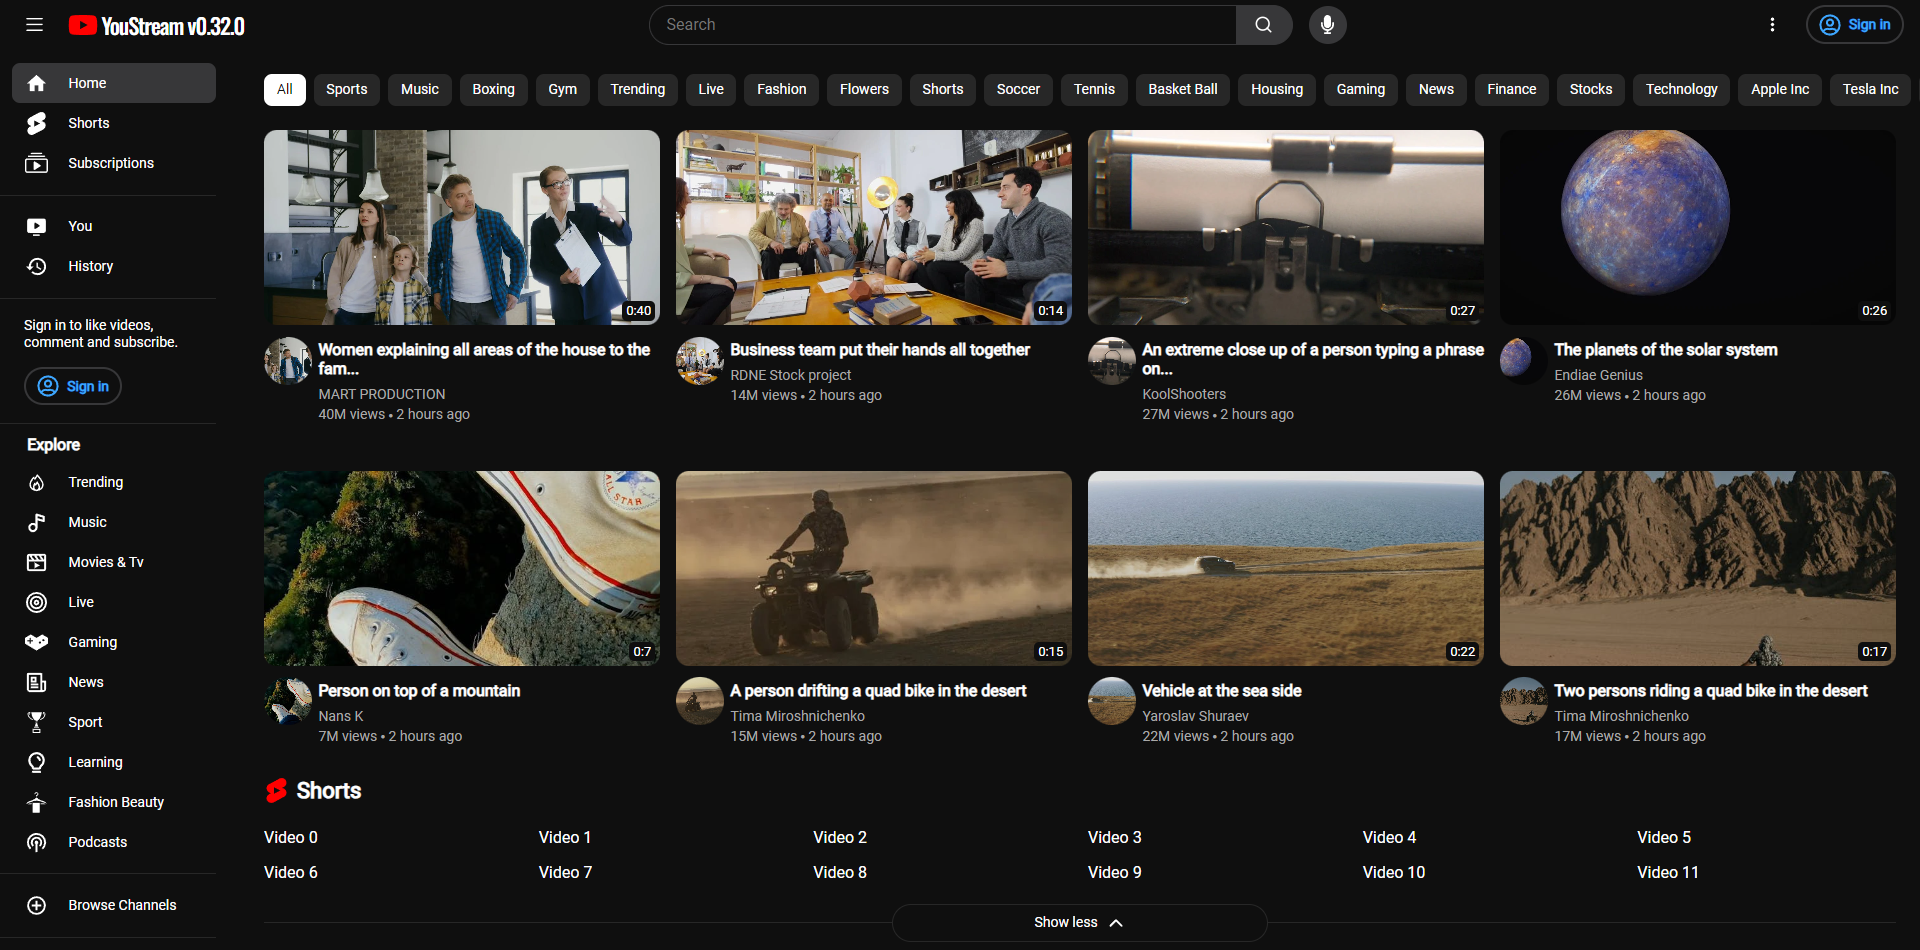 YouStream v0.32.0
Search
Sign in
Home
Shorts
Subscriptions
You
History
Sign in to like videos,
comment and subscribe.
Sign in
Explore
Trending
Music
Movies & Tv
Live
Gaming
News
Sport
Learning
Fashion Beauty
Podcasts
Browse Channels
All Sports Music Boxing Gym Trending Live Fashion Flowers Shorts Soccer Tennis Basket Ball Housing Gaming News Finance Stocks Technology Apple Inc Tesla Inc
0:40
Women explaining all areas of the house to the
fam...
MART PRODUCTION
40M views • 2 hours ago
0:14
Business team put their hands all together
RDNE Stock project
14M views • 2 hours ago
0:27
An extreme close up of a person typing a phrase
on...
KoolShooters
27M views • 2 hours ago
0:26
The planets of the solar system
Endiae Genius
26M views • 2 hours ago
ALL STAR
0:7
Person on top of a mountain
Nans K
7M views • 2 hours ago
0:15
A person drifting a quad bike in the desert
Tima Miroshnichenko
15M views • 2 hours ago
0:22
Vehicle at the sea side
Yaroslav Shuraev
22M views • 2 hours ago
0:17
Two persons riding a quad bike in the desert
Tima Miroshnichenko
17M views • 2 hours ago
Shorts
Video 0 Video 1 Video 2 Video 3 Video 4 Video 5
Video 6 Video 7 Video 8 Video 9 Video 10 Video 11
Show less